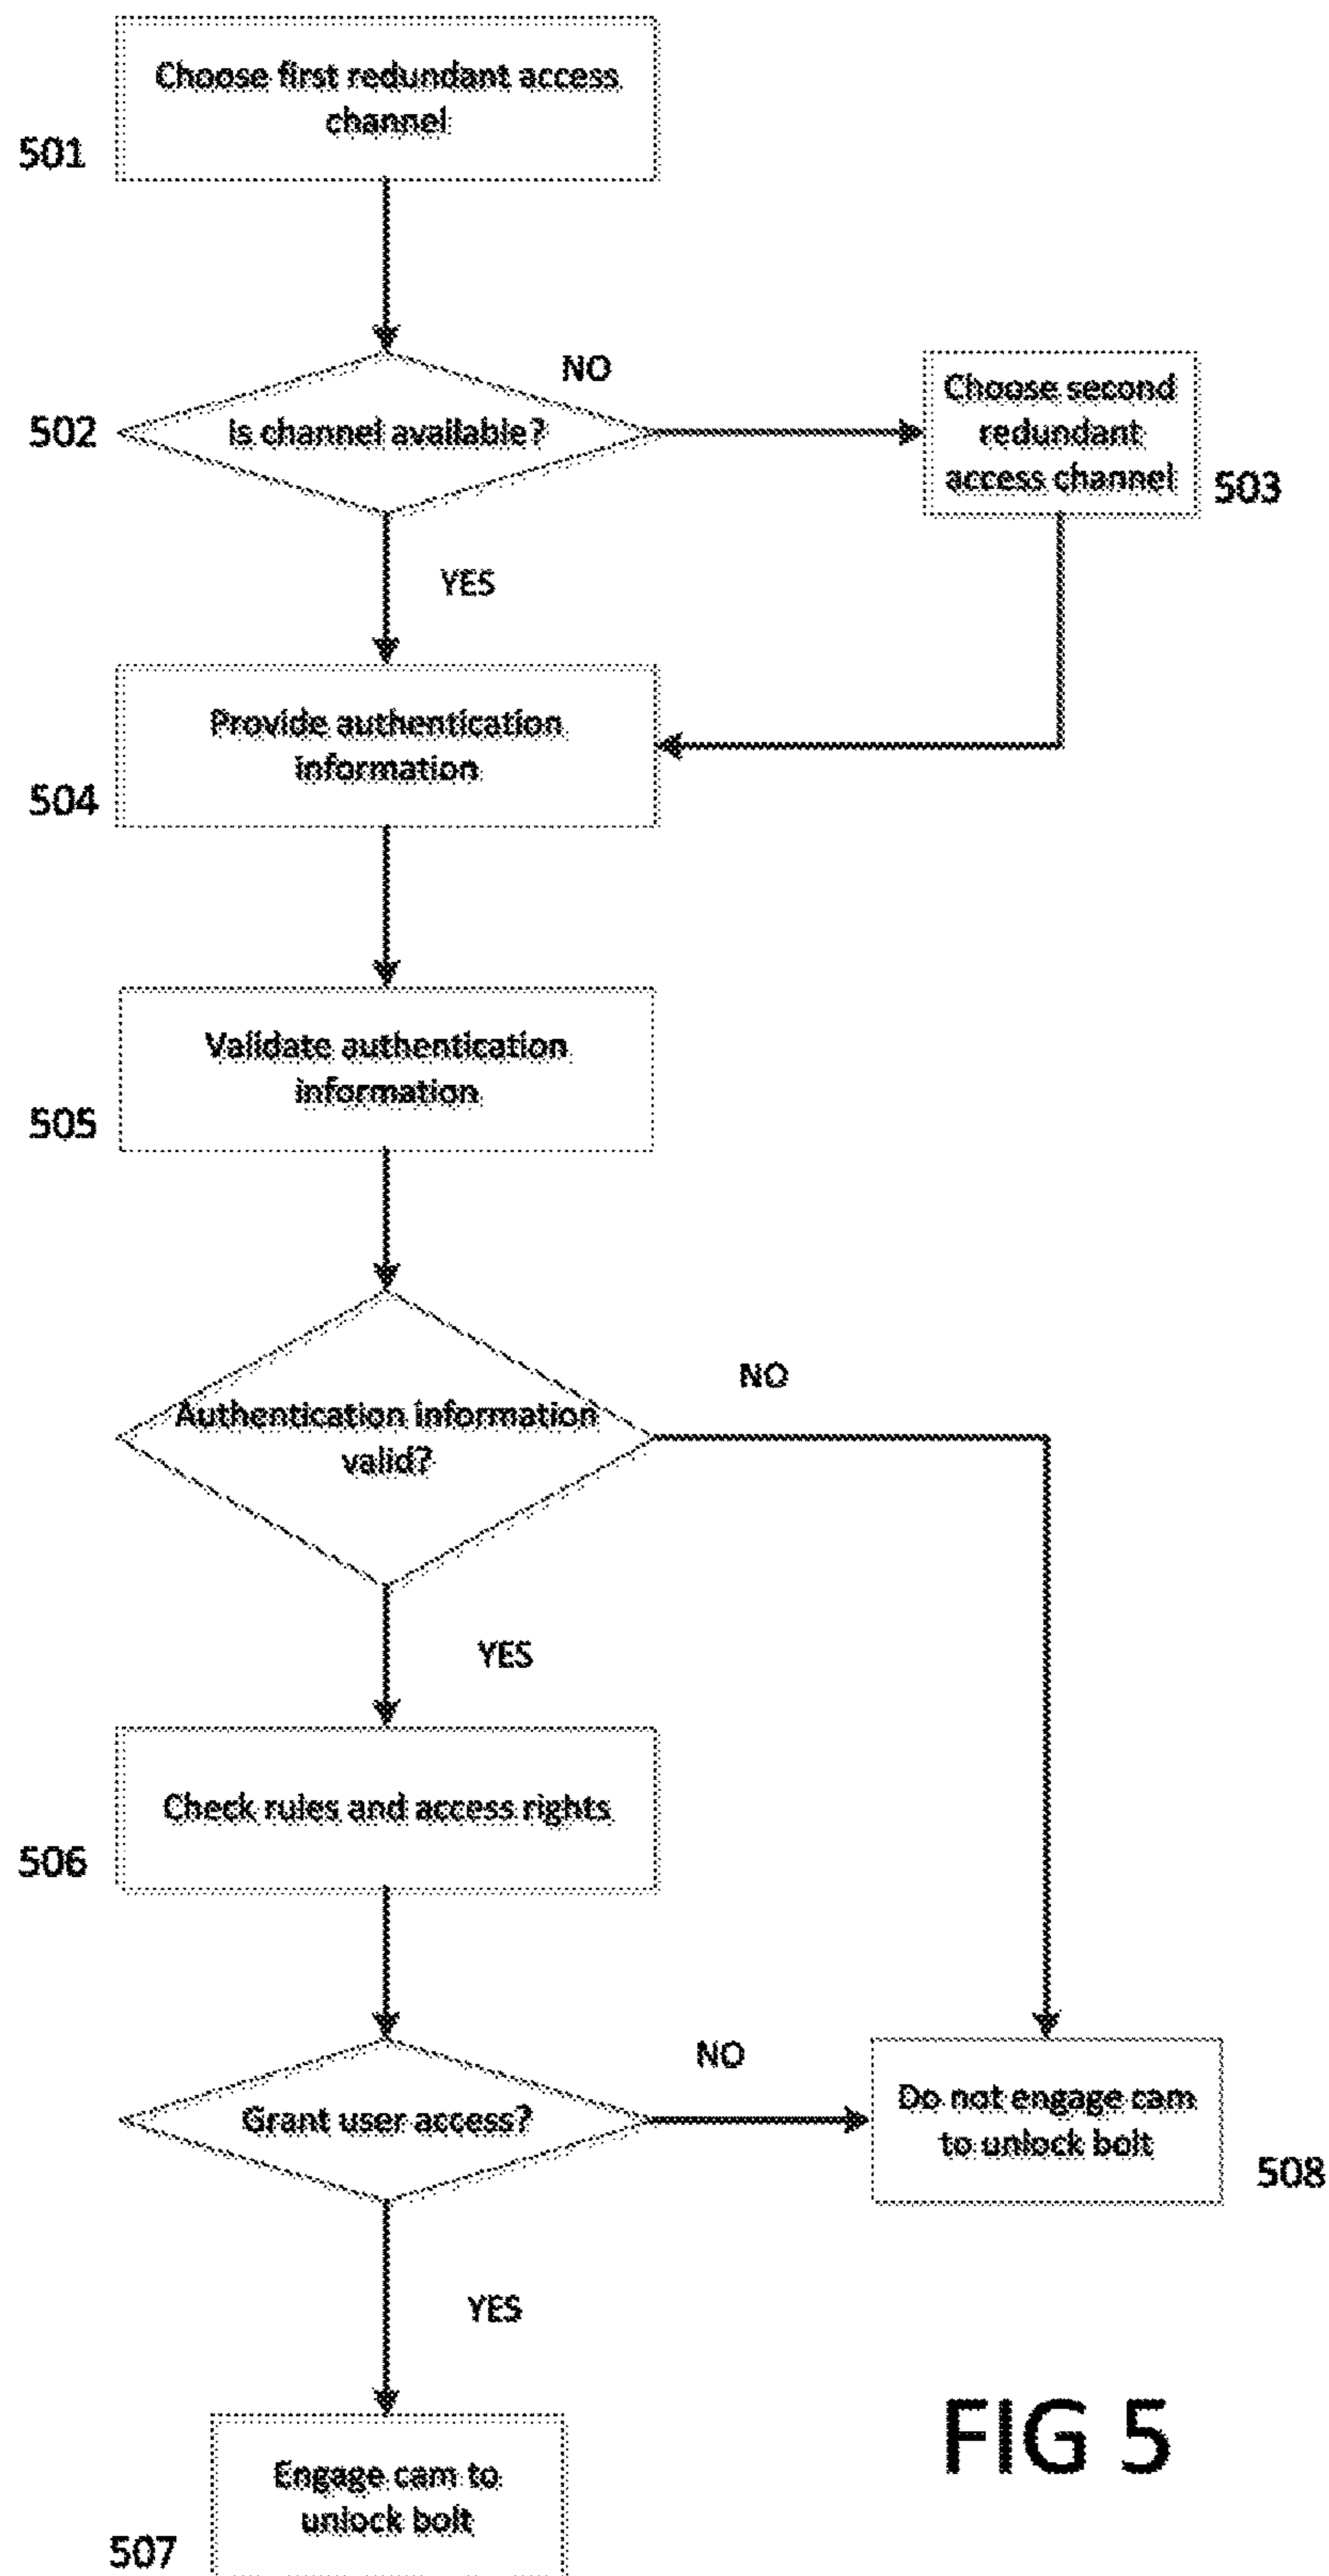 Choose first redundant access
channel
501
NO
502
Is channel available?
Choose second
redundant
access channel
503
YES
Provide authentication
information
504
Validate authentication
information
505
NO
Authentication information
valid?
YES
Check rules and access rights
506
NO
Grant user access?
Do not engage cam
to unlock bolt
508
YES
Engage cam to
unlock bolt
507
FIG 5